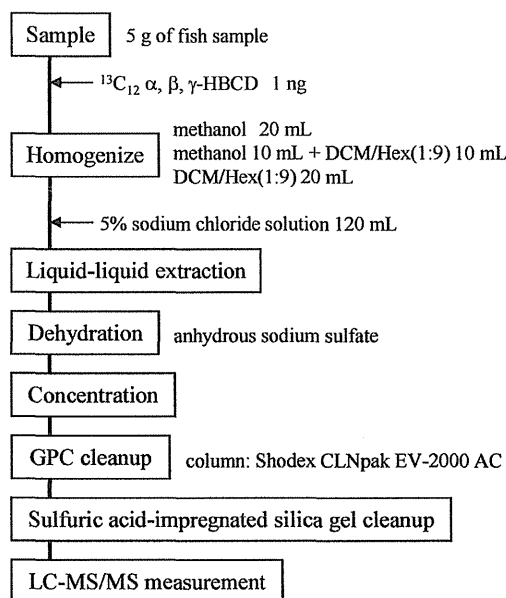 Sample 5 g of fish sample
¹³C₁₂ α, β, γ-HBCD 1 ng
methanol 20 mL
Homogenize methanol 10 mL + DCM/Hex(1:9) 10 mL
DCM/Hex(1:9) 20 mL
5% sodium chloride solution 120 mL
Liquid-liquid extraction
Dehydration anhydrous sodium sulfate
Concentration
GPC cleanup column: Shodex CLNpak EV-2000 AC
Sulfuric acid-impregnated silica gel cleanup
LC-MS/MS measurement